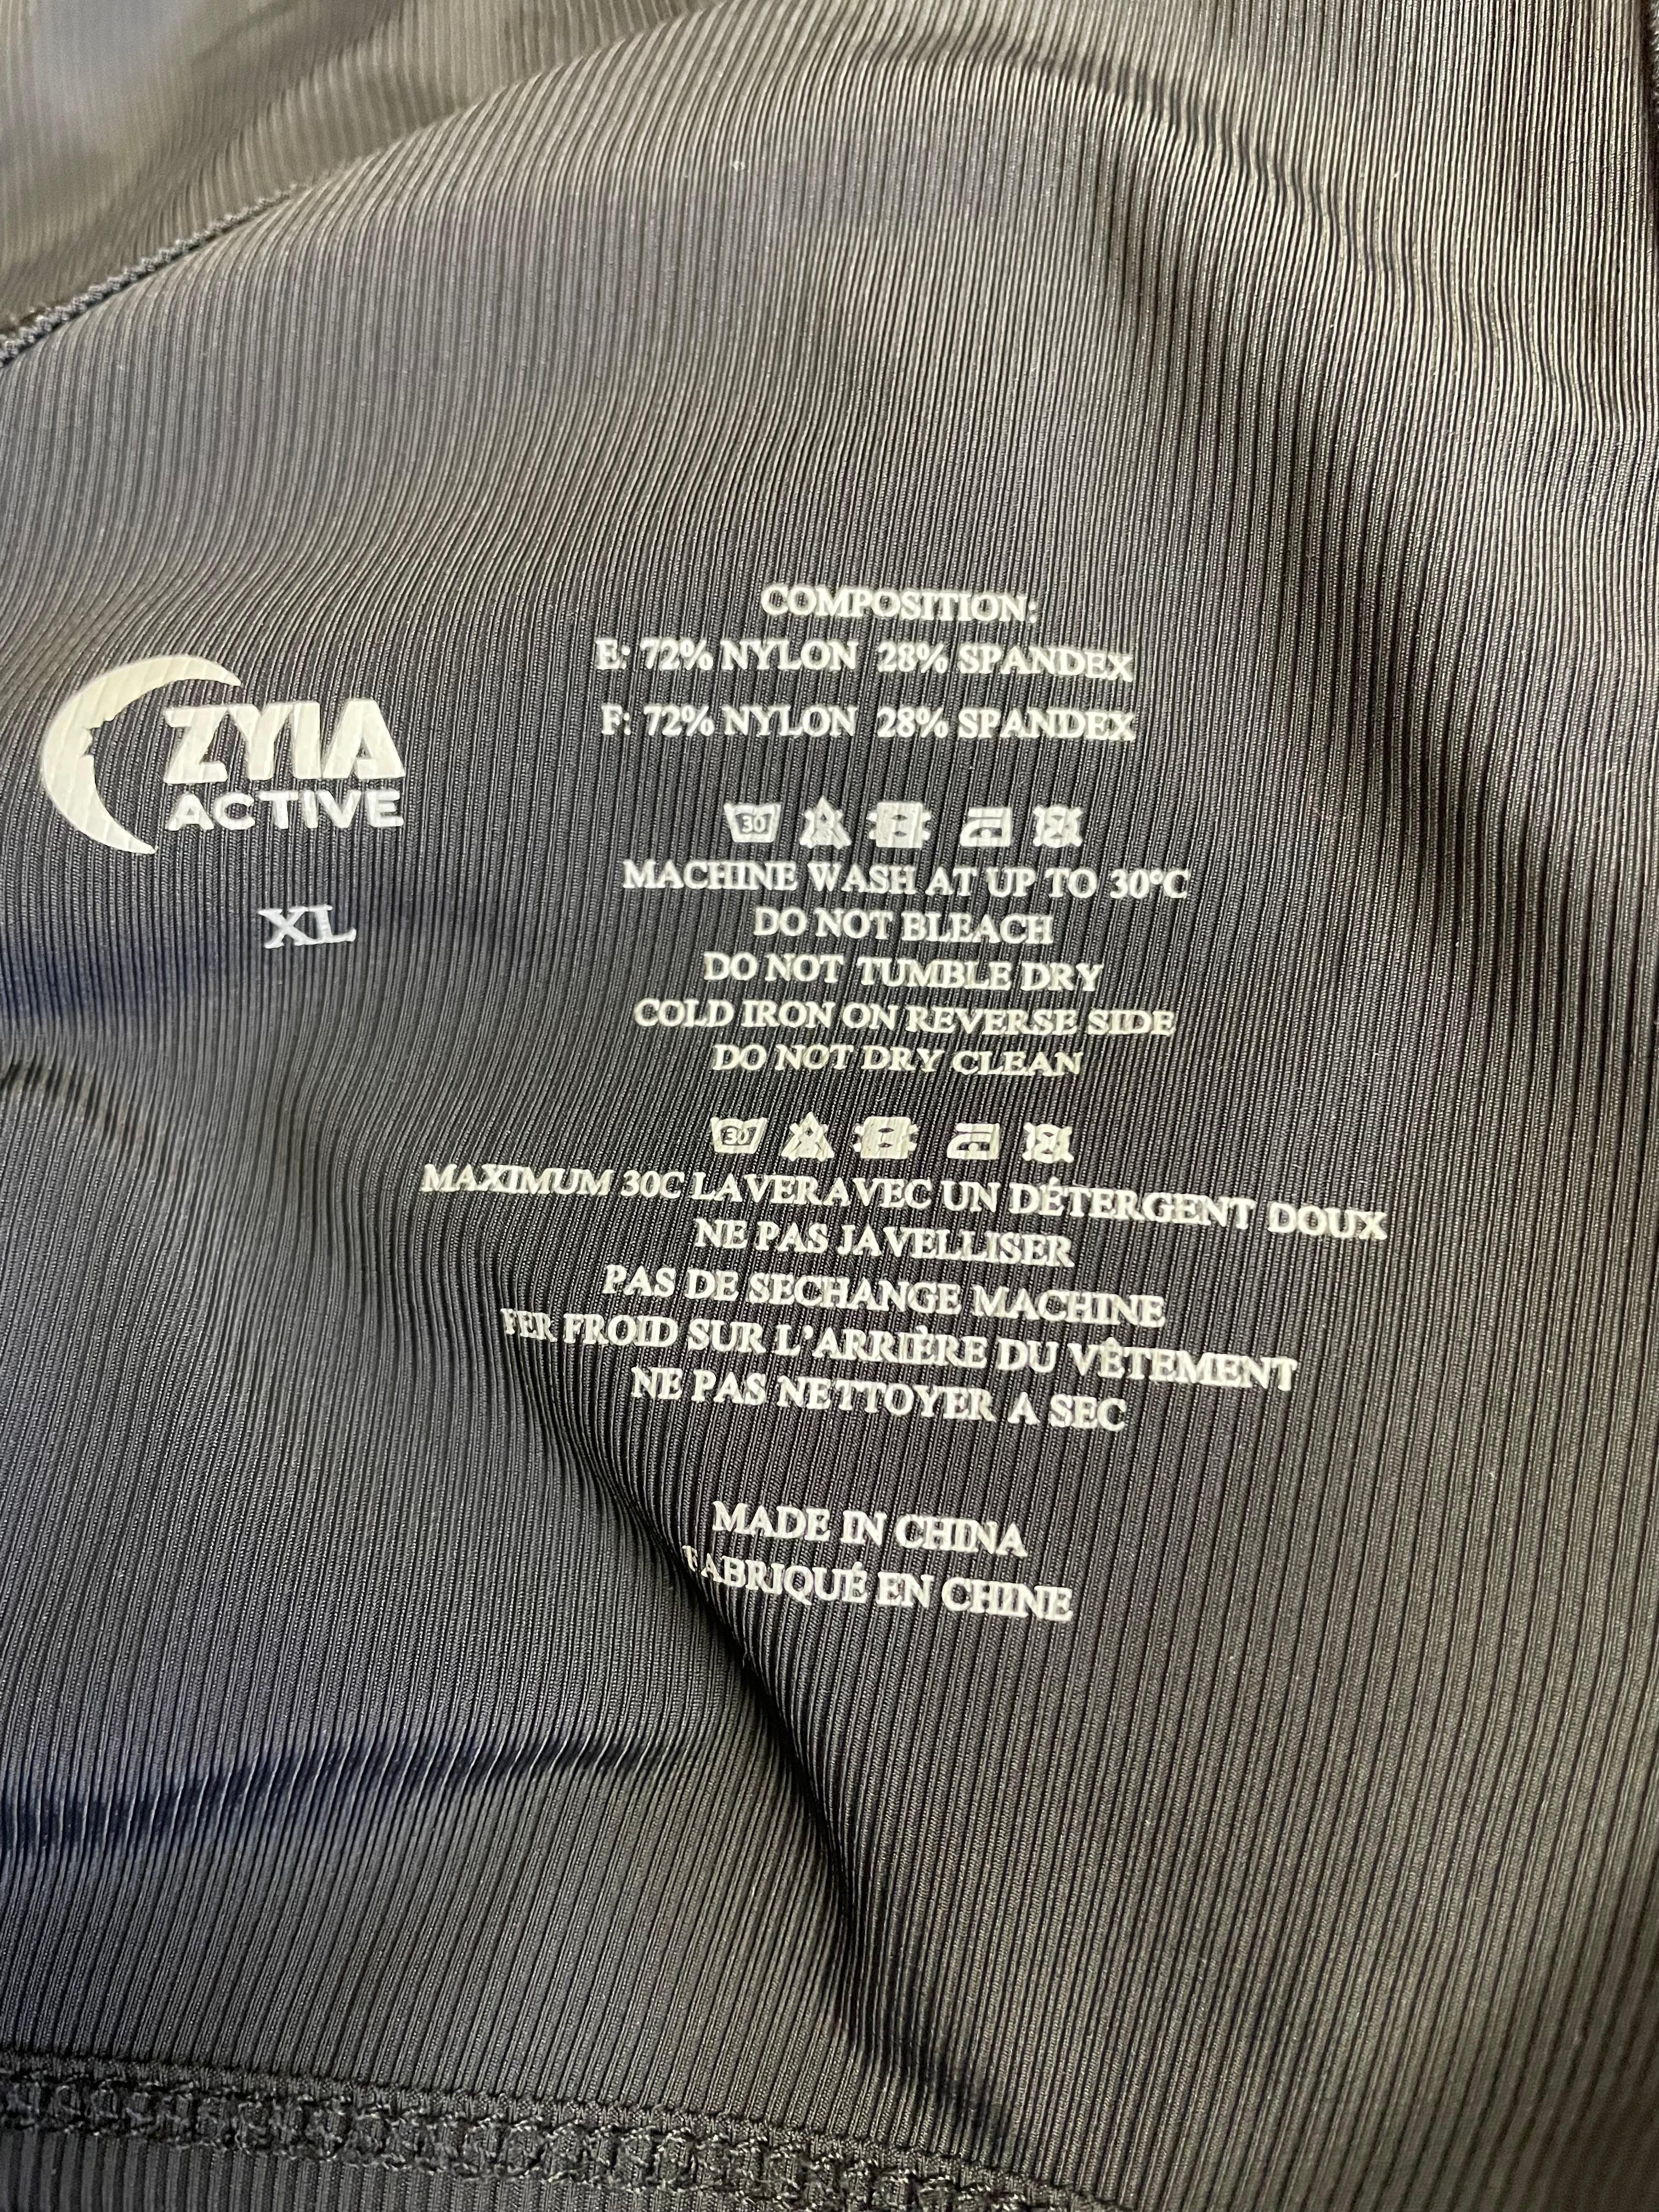 ZYIA
ACTIVE
XL
COMPOSITION:
E: 72% NYLON 28% SPANDEX
F: 72% NYLON 28% SPANDEX
30
MACHINE WASH AT UP TO 30°C
DO NOT BLEACH
DO NOT TUMBLE DRY
COLD IRON ON REVERSE SIDE
DO NOT DRY CLEAN
30
MAXIMUM 30C LAVERAVEC UN DÉTERGENT DOUX
NE PAS JAVELLISER
PAS DE SECHANGE MACHINE
FER FROID SUR L'ARRIÈRE DU VÊTEMENT
NE PAS NETTOYER A SEC
MADE IN CHINA
FABRIQUÉ EN CHINE